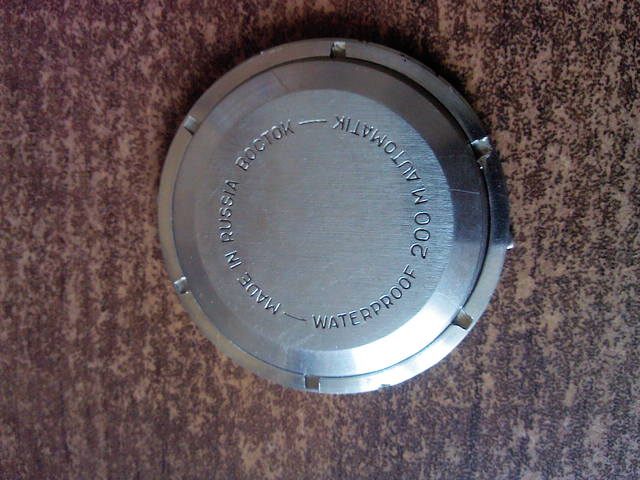 MADE IN RUSSIA ВОСТОК — AUTOMATIK
— WATERPROOF 200 M